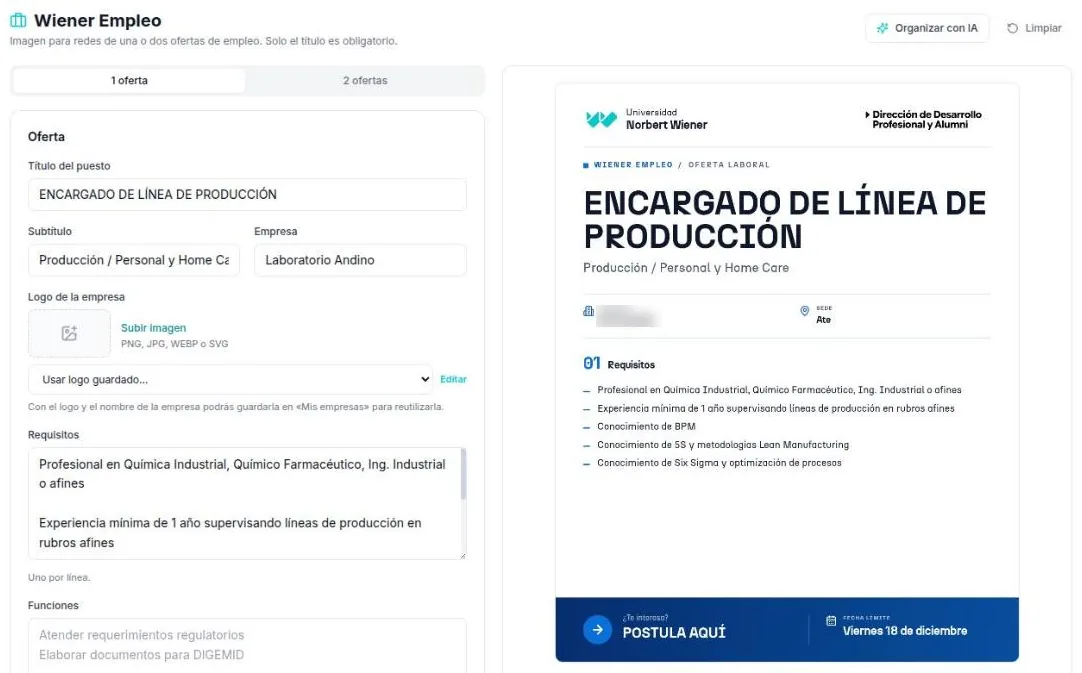 Wiener Empleo
Imagen para redes de una o dos ofertas de empleo. Solo el título es obligatorio.
Organizar con IA
Limpiar
1 oferta
2 ofertas
Oferta
Título del puesto
ENCARGADO DE LÍNEA DE PRODUCCIÓN
Subtítulo
Empresa
Producción / Personal y Home Ca
Laboratorio Andino
Logo de la empresa
Subir imagen
PNG, JPG, WEBP o SVG
Usar logo guardado...
Editar
Con el logo y el nombre de la empresa podrás guardarla en «Mis empresas» para reutilizarla.
Requisitos
Profesional en Química Industrial, Químico Farmacéutico, Ing. Industrial
o afines
Experiencia mínima de 1 año supervisando líneas de producción en
rubros afines
Uno por línea.
Funciones
Atender requerimientos regulatorios
Elaborar documentos para DIGEMID
Universidad
Norbert Wiener
Dirección de Desarrollo
Profesional y Alumni
WIENER EMPLEO / OFERTA LABORAL
ENCARGADO DE LÍNEA DE
PRODUCCIÓN
Producción / Personal y Home Care
SEDE
Ate
01 Requisitos
Profesional en Química Industrial, Químico Farmacéutico, Ing. Industrial o afines
Experiencia mínima de 1 año supervisando líneas de producción en rubros afines
Conocimiento de BPM
Conocimiento de 5S y metodologías Lean Manufacturing
Conocimiento de Six Sigma y optimización de procesos
¿Te interesa?
POSTULA AQUÍ
FECHA LÍMITE
Viernes 18 de diciembre